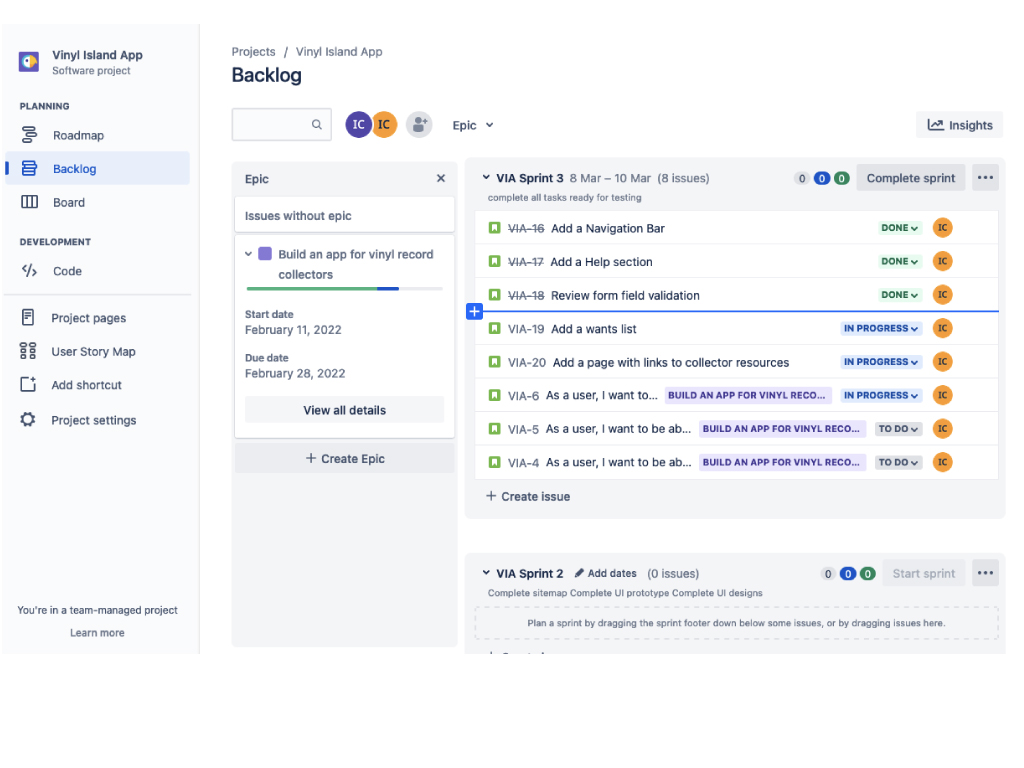 Vinyl Island App
Software project
PLANNING
Roadmap
Backlog
Board
DEVELOPMENT
Code
Project pages
User Story Map
Add shortcut
Project settings
You're in a team-managed project
Learn more
Projects / Vinyl Island App
Backlog
IC IC Epic Insights
Epic
Issues without epic
Build an app for vinyl record
collectors
Start date
February 11, 2022
Due date
February 28, 2022
View all details
+ Create Epic
VIA Sprint 3 8 Mar – 10 Mar (8 issues) 0 0 0 Complete sprint
complete all tasks ready for testing
VIA-16 Add a Navigation Bar DONE IC
VIA-17 Add a Help section DONE IC
VIA-18 Review form field validation DONE IC
VIA-19 Add a wants list IN PROGRESS IC
VIA-20 Add a page with links to collector resources IN PROGRESS IC
VIA-6 As a user, I want to... BUILD AN APP FOR VINYL RECO... IN PROGRESS IC
VIA-5 As a user, I want to be ab... BUILD AN APP FOR VINYL RECO... TO DO IC
VIA-4 As a user, I want to be ab... BUILD AN APP FOR VINYL RECO... TO DO IC
+ Create issue
VIA Sprint 2 Add dates (0 issues) 0 0 0 Start sprint
Complete sitemap Complete UI prototype Complete UI designs
Plan a sprint by dragging the sprint footer down below some issues, or by dragging issues here.